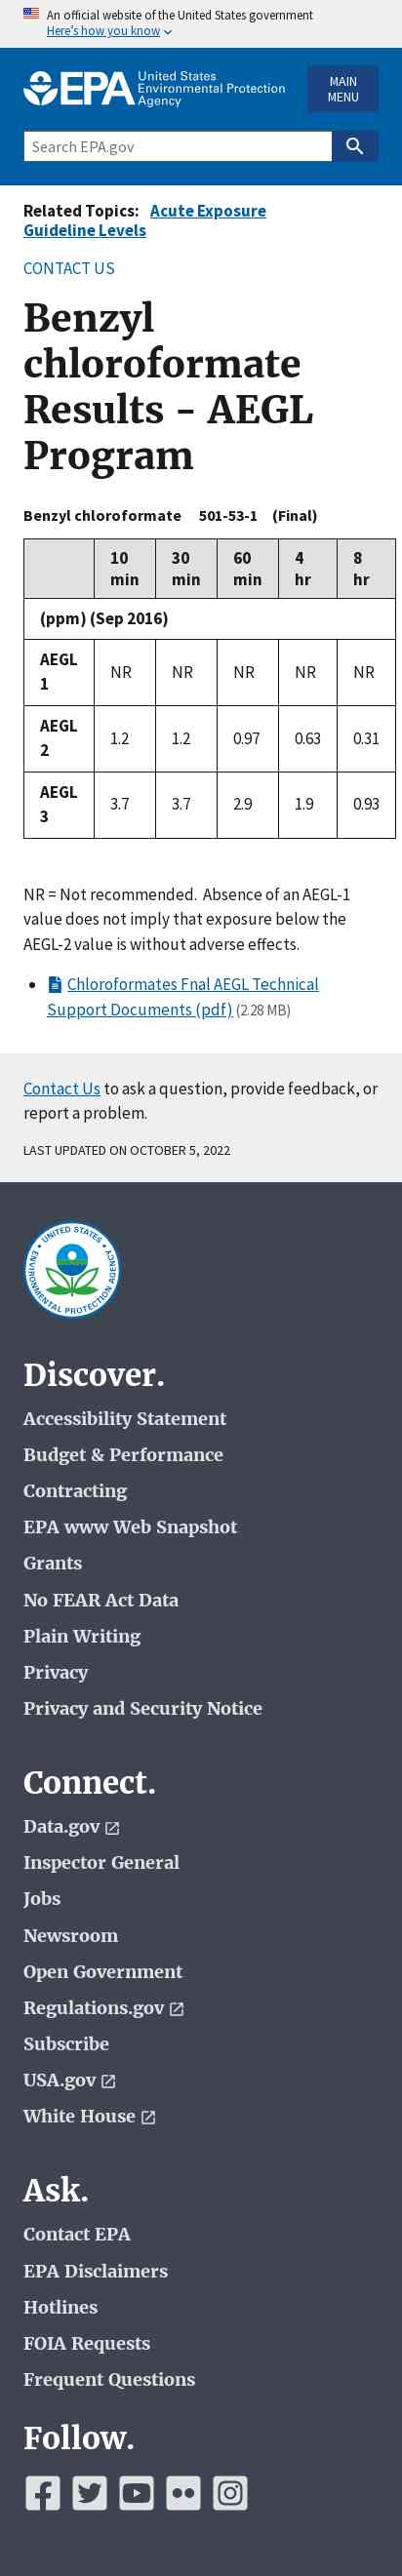 An official website of the United States government
Here's how you know
EPA United States
Environmental Protection
Agency
MAIN
MENU
Search EPA.gov
Related Topics: Acute Exposure
Guideline Levels
CONTACT US
Benzyl
chloroformate
Results - AEGL
Program
Benzyl chloroformate 501-53-1 (Final)
10 min 30 min 60 min 4 hr 8 hr
(ppm) (Sep 2016)
AEGL 1 NR NR NR NR NR
AEGL 2 1.2 1.2 0.97 0.63 0.31
AEGL 3 3.7 3.7 2.9 1.9 0.93
NR = Not recommended. Absence of an AEGL-1
value does not imply that exposure below the
AEGL-2 value is without adverse effects.
Chloroformates Fnal AEGL Technical
Support Documents (pdf) (2.28 MB)
Contact Us to ask a question, provide feedback, or
report a problem.
LAST UPDATED ON OCTOBER 5, 2022
UNITED STATES
ENVIRONMENTAL PROTECTION AGENCY
Discover.
Accessibility Statement
Budget & Performance
Contracting
EPA www Web Snapshot
Grants
No FEAR Act Data
Plain Writing
Privacy
Privacy and Security Notice
Connect.
Data.gov
Inspector General
Jobs
Newsroom
Open Government
Regulations.gov
Subscribe
USA.gov
White House
Ask.
Contact EPA
EPA Disclaimers
Hotlines
FOIA Requests
Frequent Questions
Follow.